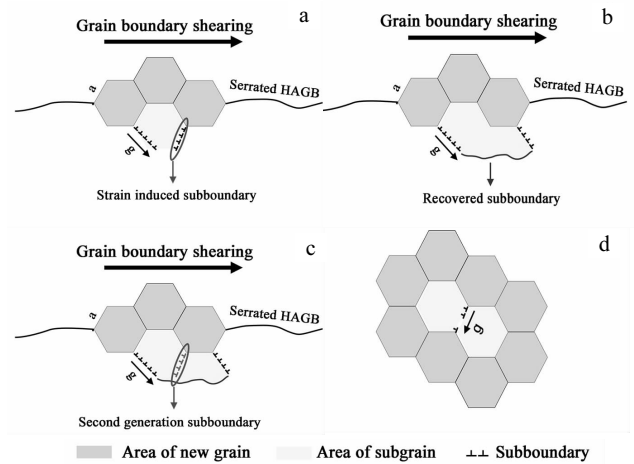 a
Grain boundary shearing
a
Serrated HAGB
g
Strain induced subboundary
b
Grain boundary shearing
a
Serrated HAGB
g
Recovered subboundary
c
Grain boundary shearing
a
Serrated HAGB
g
Second generation subboundary
d
g
Area of new grain
Area of subgrain
Subboundary